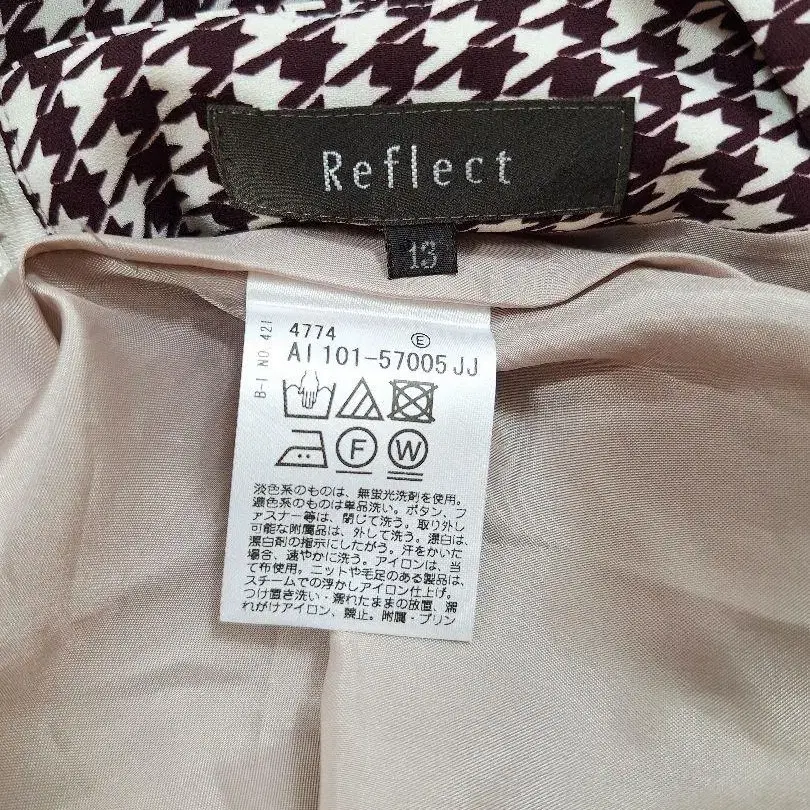 Reflect
13
B-I NO 421
4774
E
AI 101-57005 JJ
F
W
淡色系のものは、無蛍光洗剤を使用。
濃色系のものは単品洗い。ボタン、フ
ァスナー等は、閉じて洗う。取り外し
可能な附属品は、外して洗う。漂白は、
漂白剤の指示にしたがう。汗をかいた
場合、速やかに洗う。アイロンは、当
て布使用。ニットや毛足のある製品は、
スチームでの浮かしアイロン仕上げ。
つけ置き洗い・濡れたままの放置、濡
れがけアイロン、禁止。附属・プリン